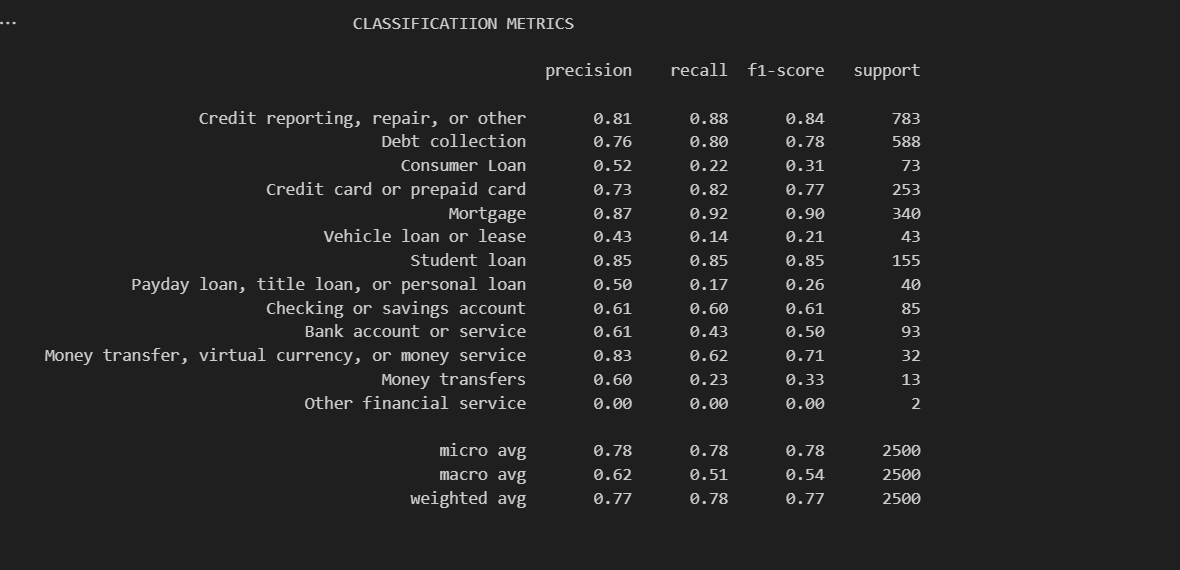 ...
CLASSIFICATIION METRICS
precision recall f1-score support
Credit reporting, repair, or other 0.81 0.88 0.84 783
Debt collection 0.76 0.80 0.78 588
Consumer Loan 0.52 0.22 0.31 73
Credit card or prepaid card 0.73 0.82 0.77 253
Mortgage 0.87 0.92 0.90 340
Vehicle loan or lease 0.43 0.14 0.21 43
Student loan 0.85 0.85 0.85 155
Payday loan, title loan, or personal loan 0.50 0.17 0.26 40
Checking or savings account 0.61 0.60 0.61 85
Bank account or service 0.61 0.43 0.50 93
Money transfer, virtual currency, or money service 0.83 0.62 0.71 32
Money transfers 0.60 0.23 0.33 13
Other financial service 0.00 0.00 0.00 2
micro avg 0.78 0.78 0.78 2500
macro avg 0.62 0.51 0.54 2500
weighted avg 0.77 0.78 0.77 2500